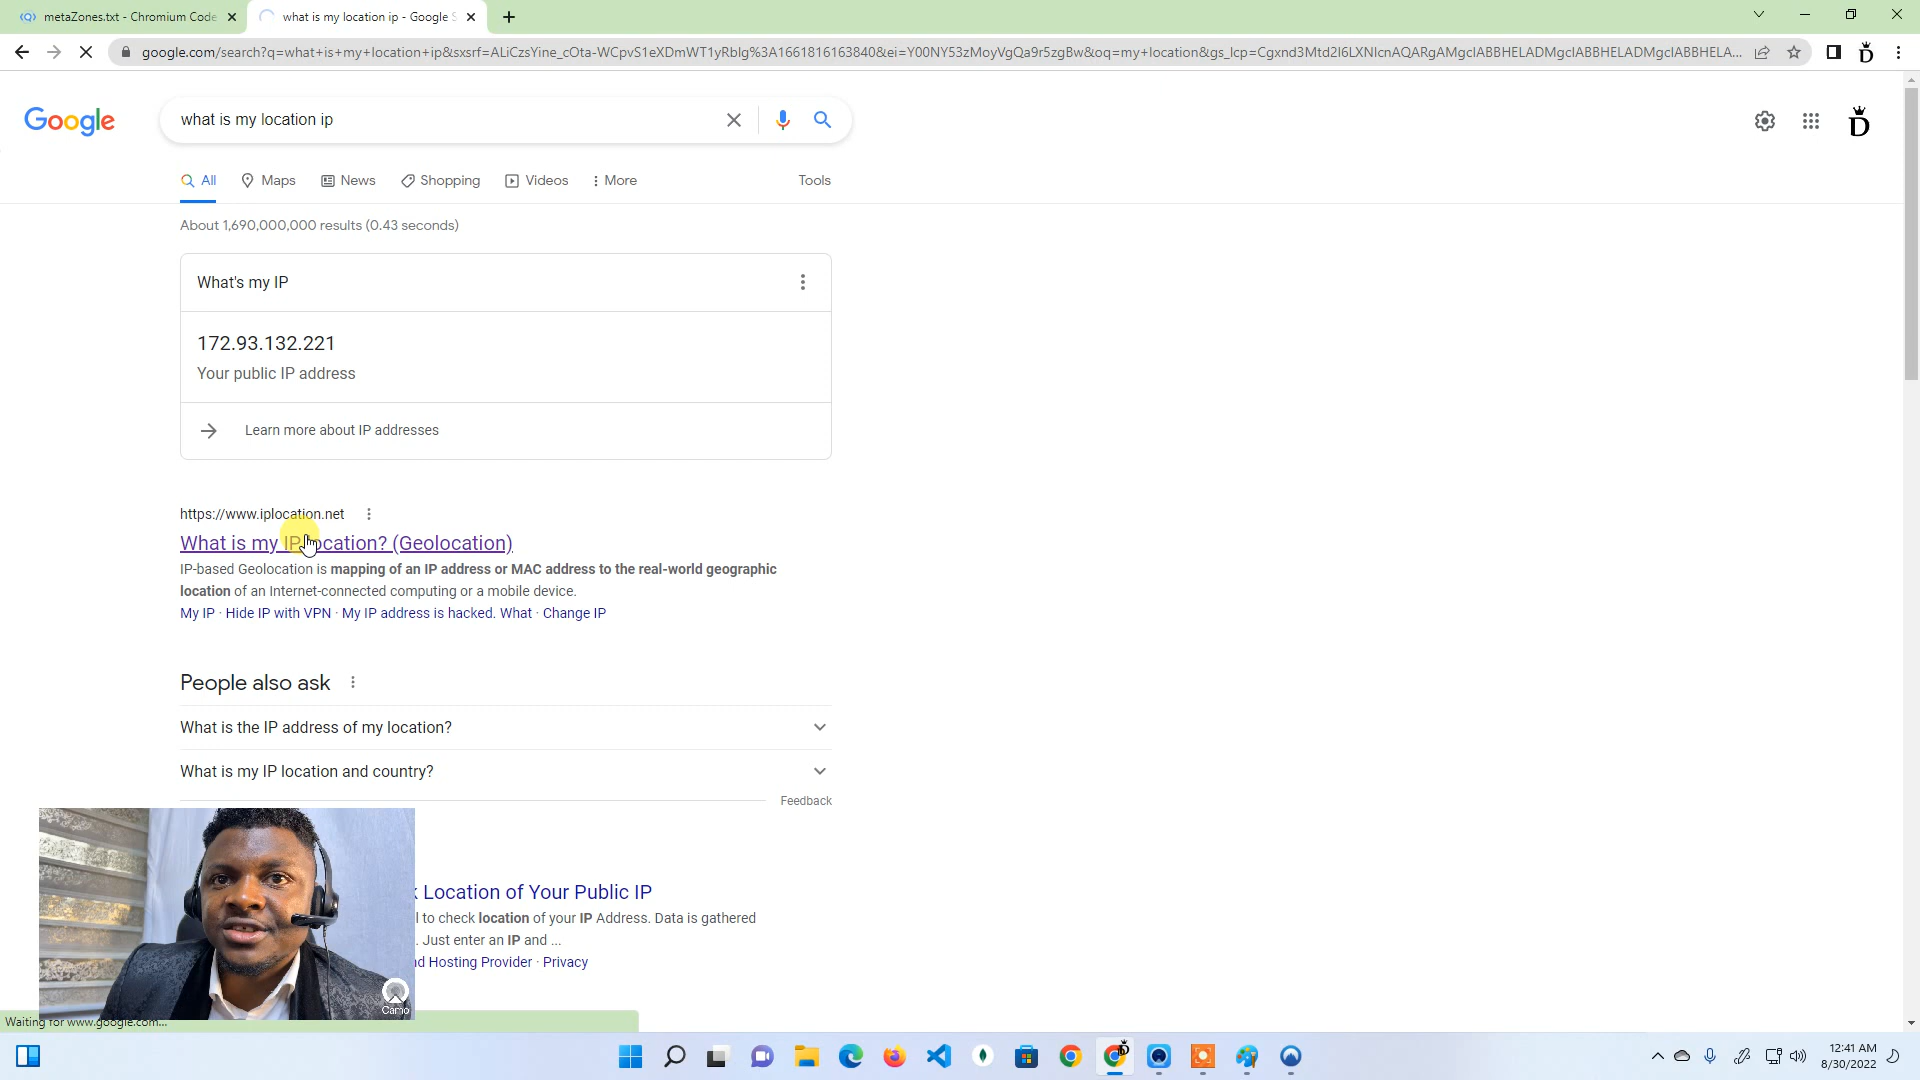 metaZones.txt - Chromium Code
what is my location ip - Google S
google.com/search?q=what+is+my+location+ip&sxsrf=ALiCzsYine_cOta-WCpvS1eXDmWT1yRblg%3A1661816163840&ei=Y00NY53zMoyVgQa9r5zgBw&oq=my+location&gs_lcp=Cgxnd3Mtd2l6LXNlcnAQARgAMgcIABBHELADMgcIABBHELADMgcIABBHELA...
Google
what is my location ip
All
Maps
News
Shopping
Videos
More
Tools
About 1,690,000,000 results (0.43 seconds)
What's my IP
172.93.132.221
Your public IP address
Learn more about IP addresses
https://www.iplocation.net
What is my IP location? (Geolocation)
IP-based Geolocation is mapping of an IP address or MAC address to the real-world geographic
location of an Internet-connected computing or a mobile device.
My IP · Hide IP with VPN · My IP address is hacked. What · Change IP
People also ask
What is the IP address of my location?
What is my IP location and country?
Feedback
Location of Your Public IP
to check location of your IP Address. Data is gathered
. Just enter an IP and ...
Hosting Provider · Privacy
Camo
Waiting for www.google.com...
12:41 AM
8/30/2022